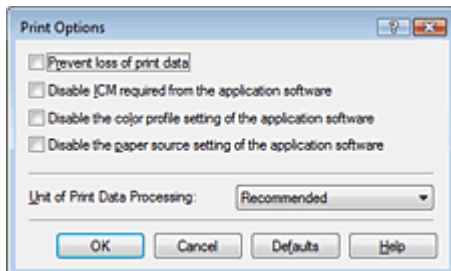 Print Options
Prevent loss of print data
Disable ICM required from the application software
Disable the color profile setting of the application software
Disable the paper source setting of the application software
Unit of Print Data Processing: Recommended
OK Cancel Defaults Help